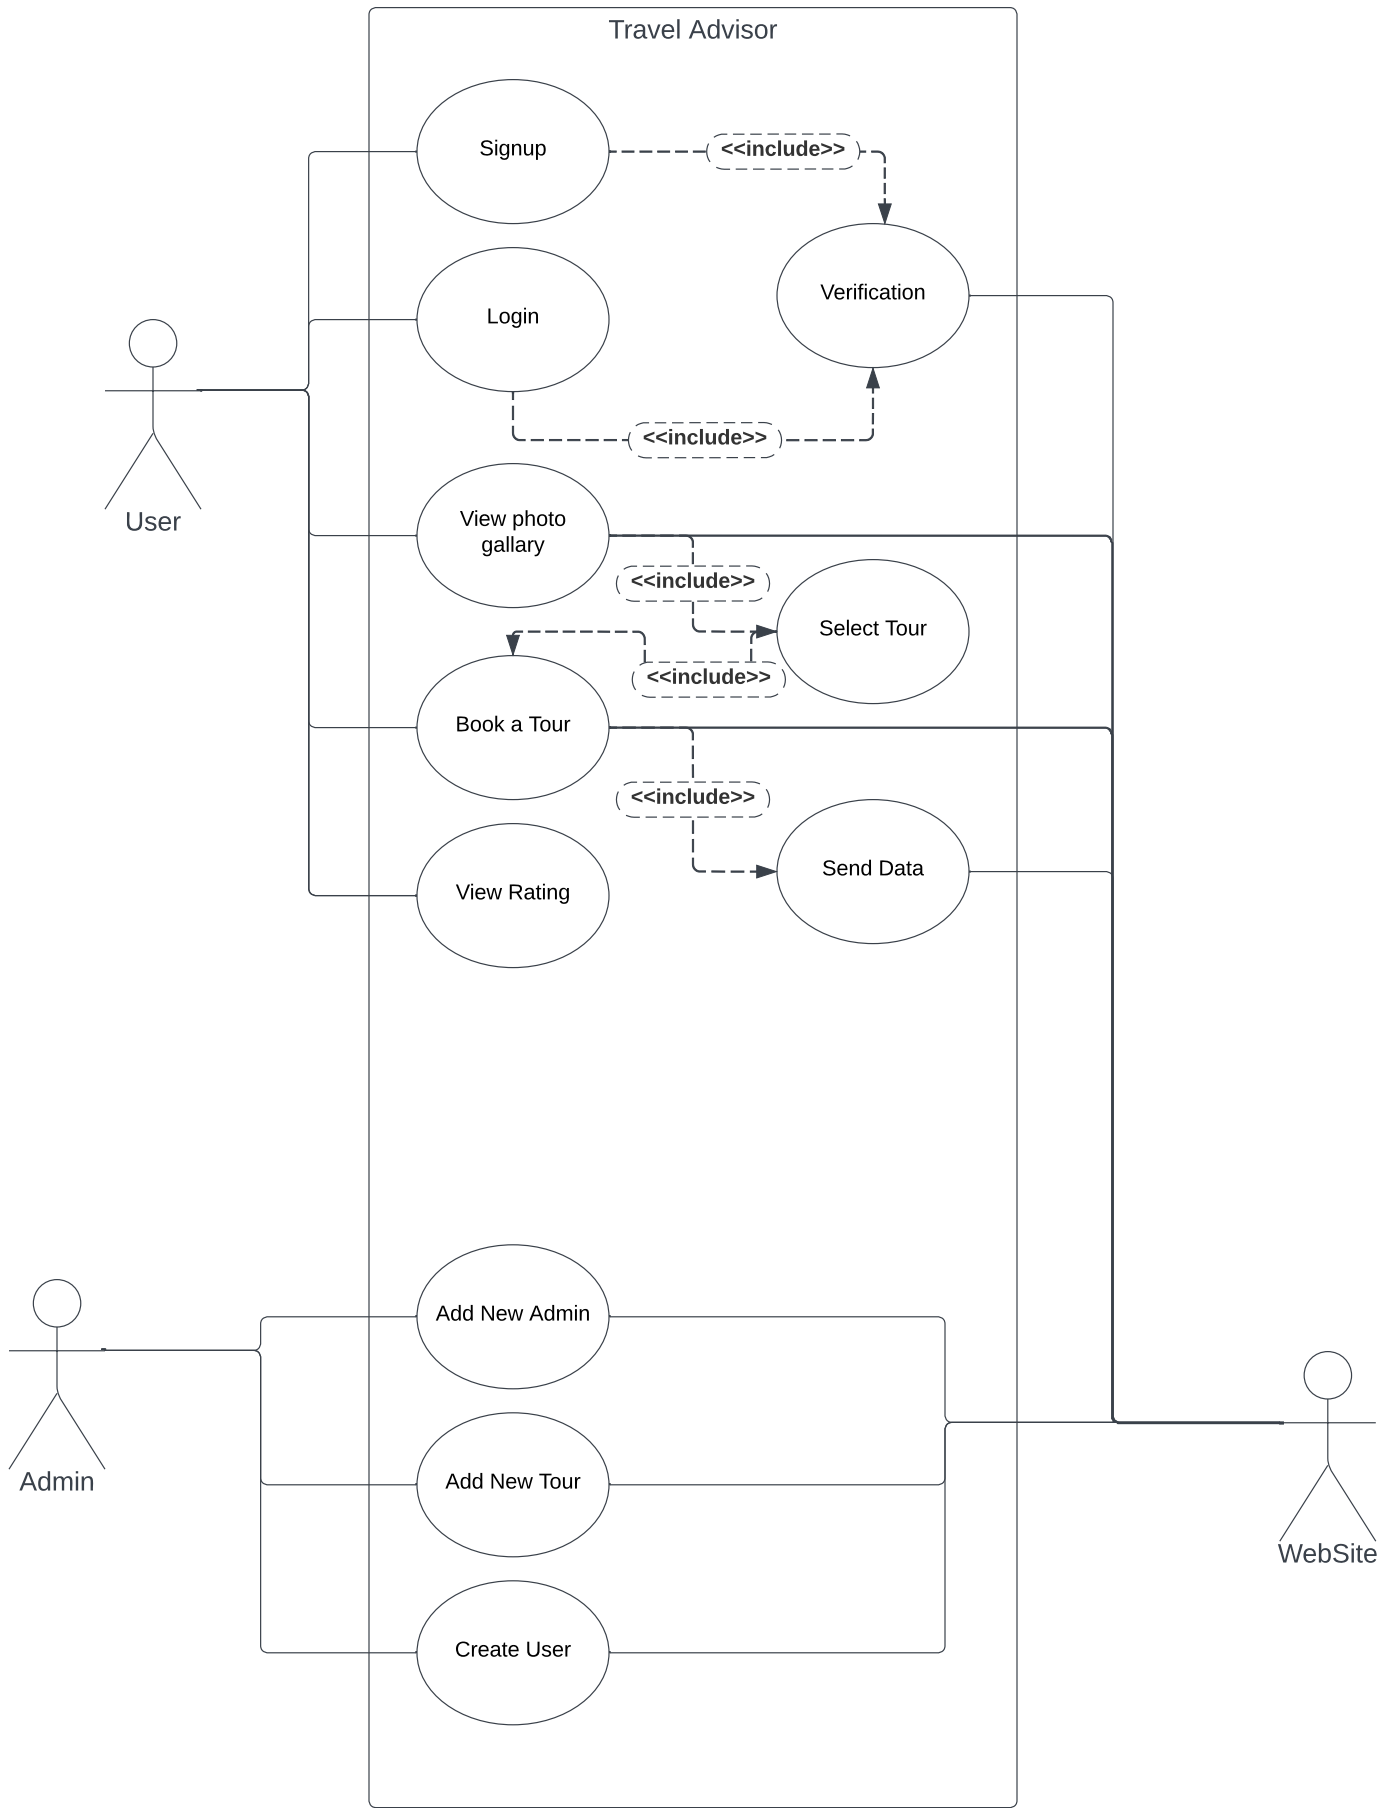 Travel Advisor
Signup
<<include>>
Verification
Login
<<include>>
User
View photo
gallary
<<include>>
Select Tour
<<include>>
Book a Tour
<<include>>
Send Data
View Rating
Add New Admin
Admin
Add New Tour
WebSite
Create User